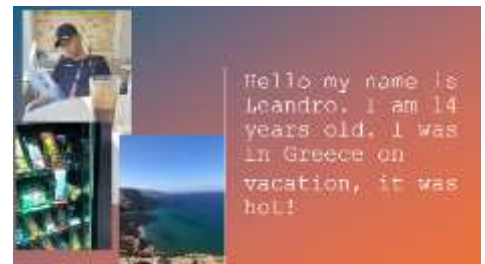 Hello my name is
Leandro. I am 14
years old. I was
in Greece on
vacation, it was
hot!